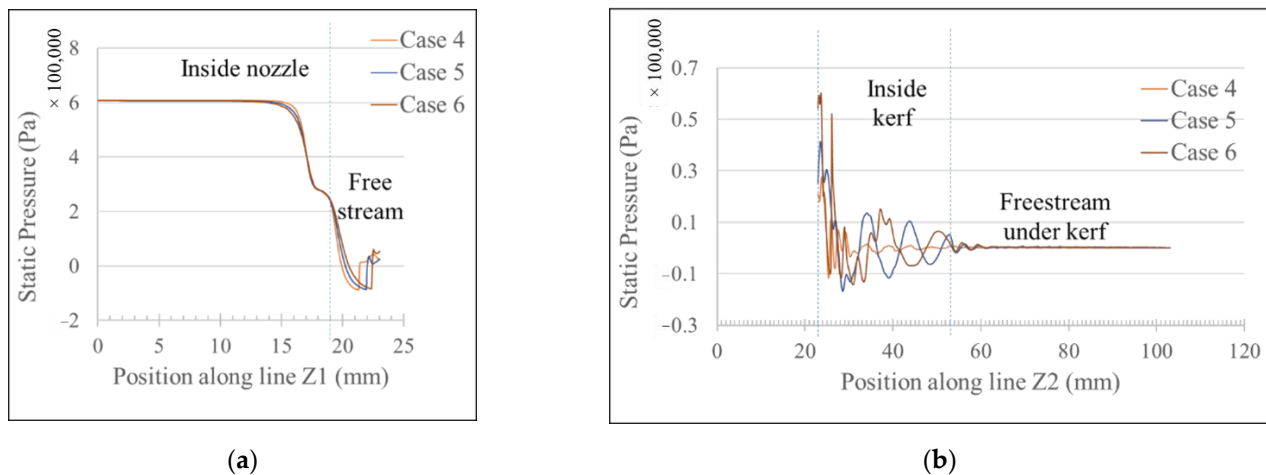 × 100,000
Static Pressure (Pa)
8
6
4
2
0
−2
Inside nozzle
Free
stream
Case 4
Case 5
Case 6
0
5
10
15
20
25
Position along line Z1 (mm)
(a)
× 100,000
Static Pressure (Pa)
0.7
0.5
0.3
0.1
−0.1
−0.3
Inside
kerf
Case 4
Case 5
Case 6
Freestream
under kerf
0
20
40
60
80
100
120
Position along line Z2 (mm)
(b)